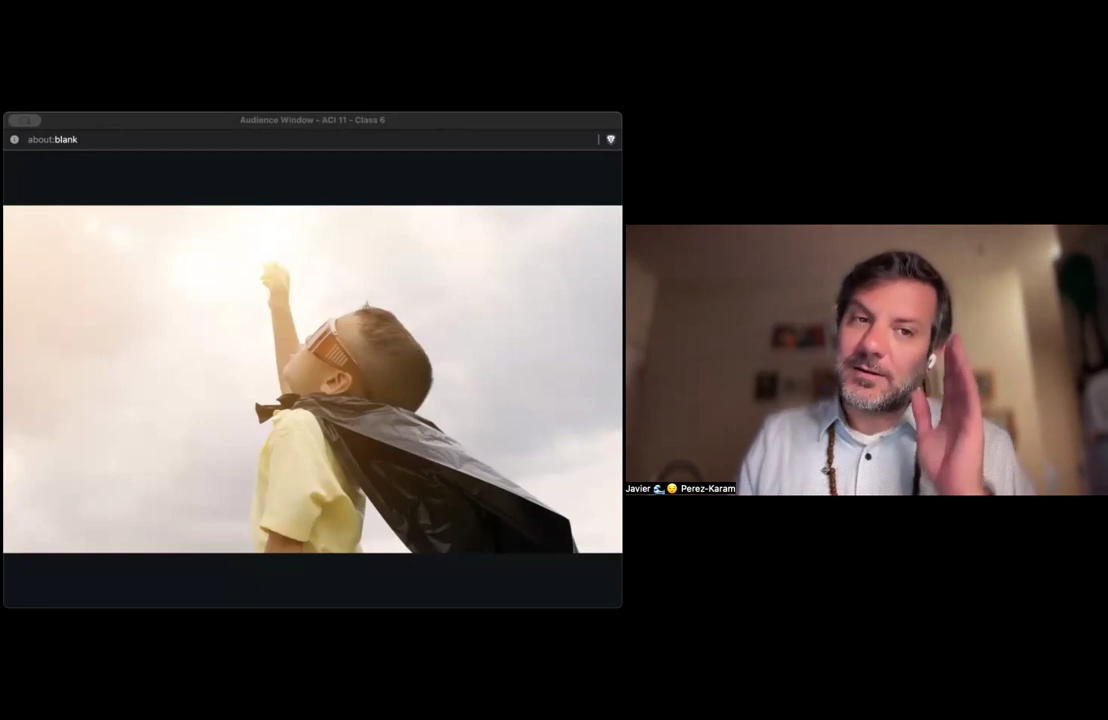 Audience Window - ACI 11 - Class 6
about:blank
Javier 🌊 😏 Perez-Karam